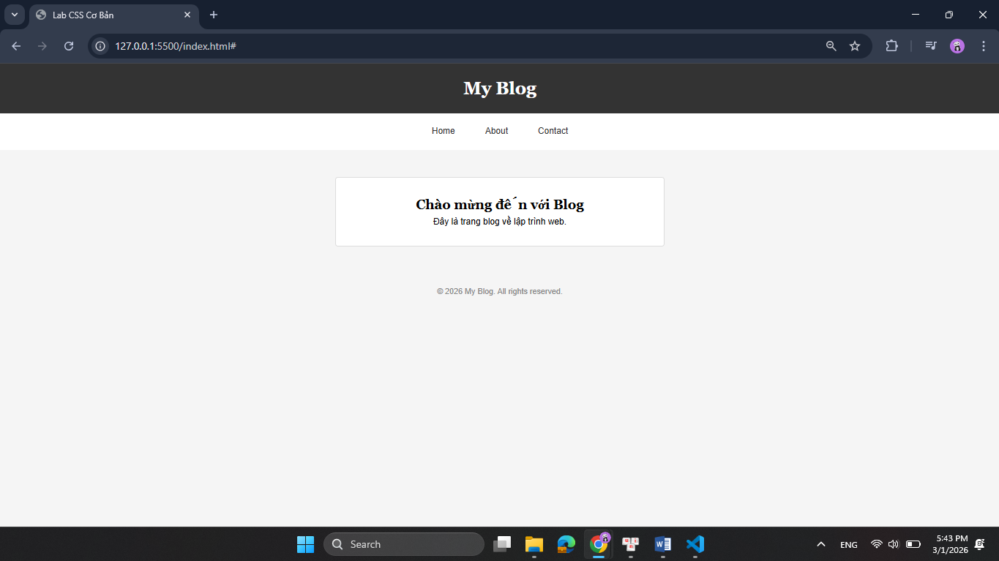 Lab CSS Cơ Bản
127.0.0.1:5500/index.html#
My Blog
Home About Contact
Chào mừng đến với Blog
Đây là trang blog về lập trình web.
© 2026 My Blog. All rights reserved.
Search
ENG
5:43 PM
3/1/2026